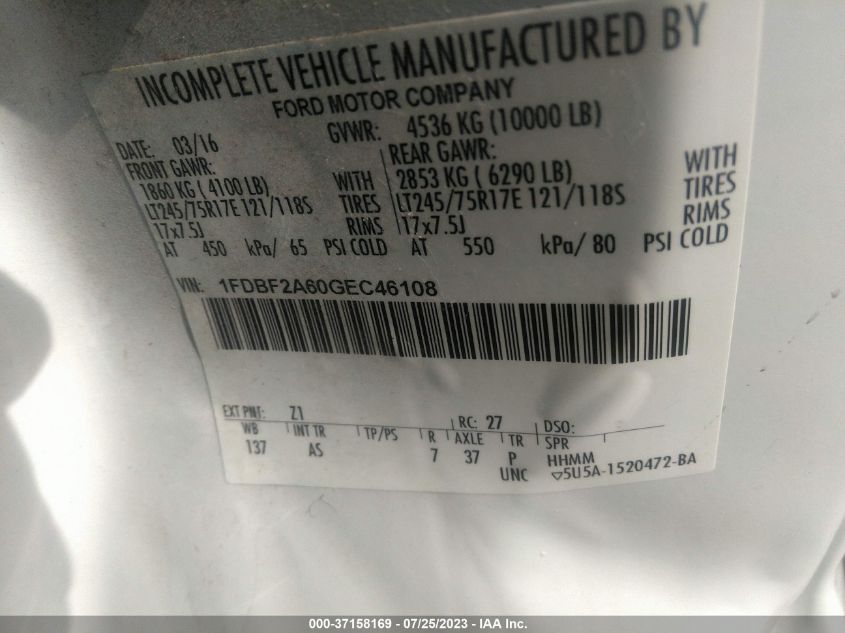 INCOMPLETE VEHICLE MANUFACTURED BY
FORD MOTOR COMPANY
DATE: 03/16 GVWR: 4536 KG (10000 LB)
FRONT GAWR: REAR GAWR:
1860 KG ( 4100 LB) WITH 2853 KG ( 6290 LB) WITH
LT245/75R17E 121/118S TIRES LT245/75R17E 121/118S TIRES
17x7.5J RIMS 17x7.5J RIMS
AT 450 kPa/ 65 PSI COLD AT 550 kPa/ 80 PSI COLD
VIN: 1FDBF2A60GEC46108
EXT PNT: Z1 RC: 27 DSO:
WB INT TR TP/PS R AXLE TR SPR
137 AS 7 37 P HHMM
UNC ▽5U5A-1520472-BA
000-37158169 - 07/25/2023 - IAA Inc.